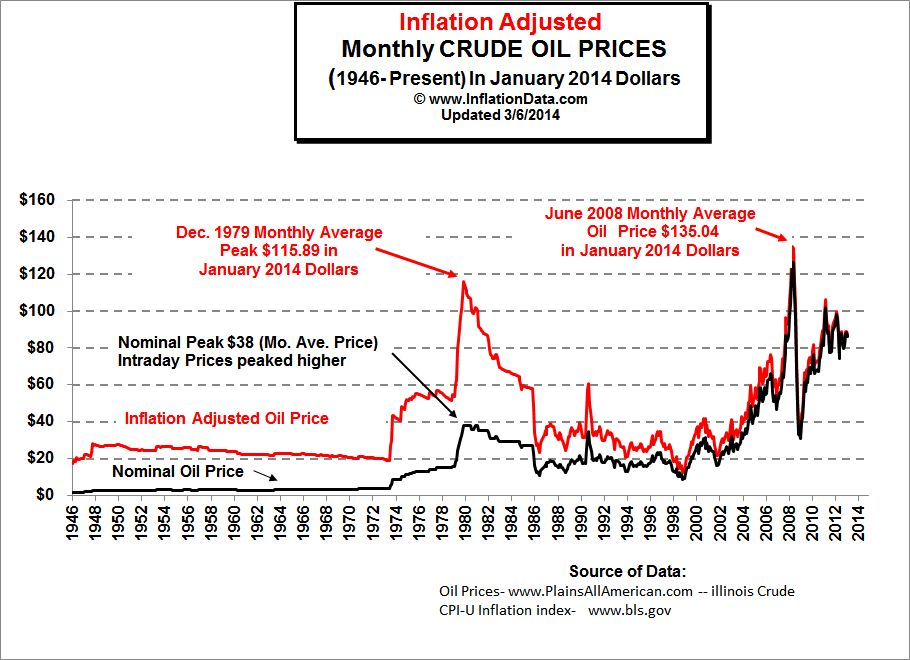 Inflation Adjusted
Monthly CRUDE OIL PRICES
(1946- Present) In January 2014 Dollars
© www.InflationData.com
Updated 3/6/2014
$160
$140
$120
$100
$80
$60
$40
$20
$0
June 2008 Monthly Average
Oil Price $135.04
in January 2014 Dollars
Dec. 1979 Monthly Average
Peak $115.89 in
January 2014 Dollars
Nominal Peak $38 (Mo. Ave. Price)
Intraday Prices peaked higher
Inflation Adjusted Oil Price
Nominal Oil Price
1946
1948
1950
1952
1954
1956
1958
1960
1962
1964
1966
1968
1970
1972
1974
1976
1978
1980
1982
1984
1986
1988
1990
1992
1994
1996
1998
2000
2002
2004
2006
2008
2010
2012
2014
Source of Data:
Oil Prices- www.PlainsAllAmerican.com -- illinois Crude
CPI-U Inflation index- www.bls.gov